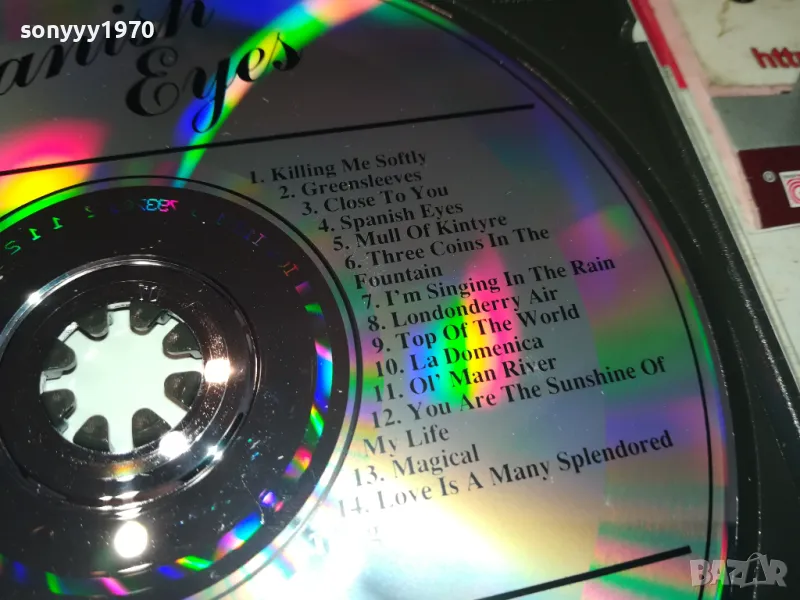 sonyyy1970
anish
Eyes
1. Killing Me Softly
2. Greensleeves
3. Close To You
4. Spanish Eyes
5. Mull Of Kintyre
6. Three Coins In The
Fountain
7. I'm Singing In The Rain
8. Londonderry Air
9. Top Of The World
10. La Domenica
11. Ol' Man River
12. You Are The Sunshine Of
My Life
13. Magical
14. Love Is A Many Splendored
htt
BAZAR